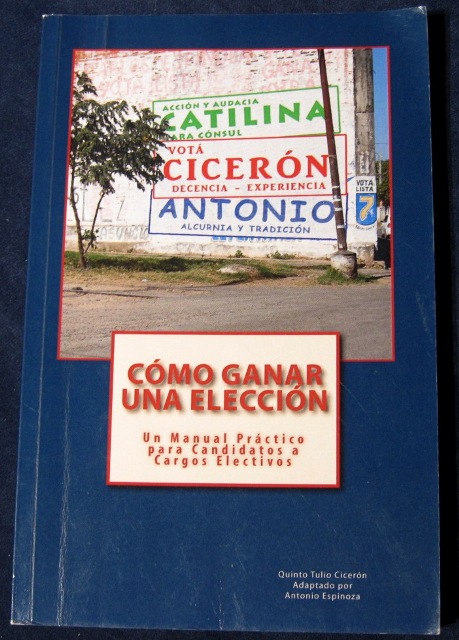 ACCIÓN Y AUDACIA
CATILINA
PARA CÓNSUL
VOTÁ
CICERÓN
DECENCIA - EXPERIENCIA
ANTONIO
ALCURNIA Y TRADICIÓN
VOTA
LISTA
7
CÓMO GANAR
UNA ELECCIÓN
Un Manual Práctico
para Candidatos a
Cargos Electivos
Quinto Tulio Cicerón
Adaptado por
Antonio Espinoza